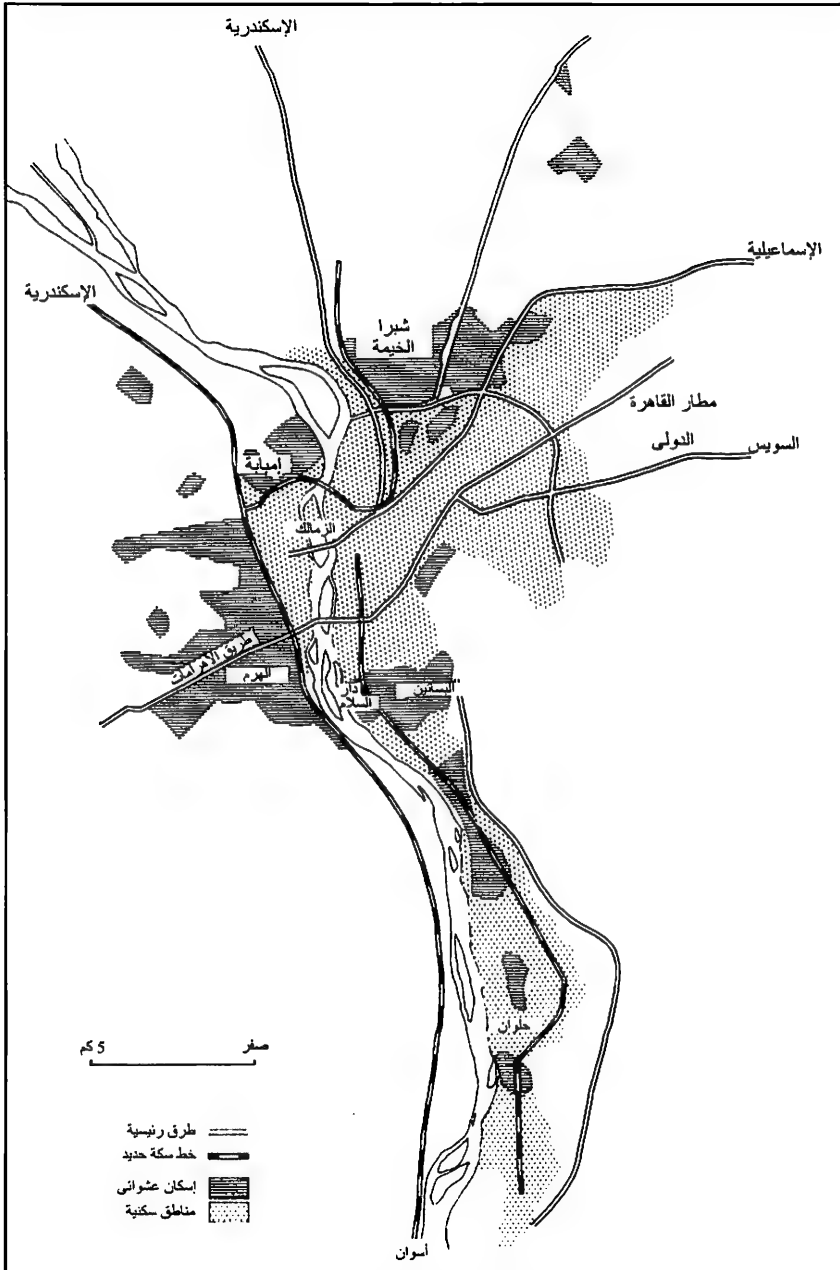 الإسكندرية
الإسماعيلية
الإسكندرية
شبرا
الخيمة
مطار القاهرة
الدولى
السويس
إمبابة
الزمالك
طريق الأهرامات
الهرم
دار
السلام
البساتين
حلوان
صفر
5 كم
طرق رئيسية
خط سكة حديد
إسكان عشوائى
مناطق سكنية
أسوان